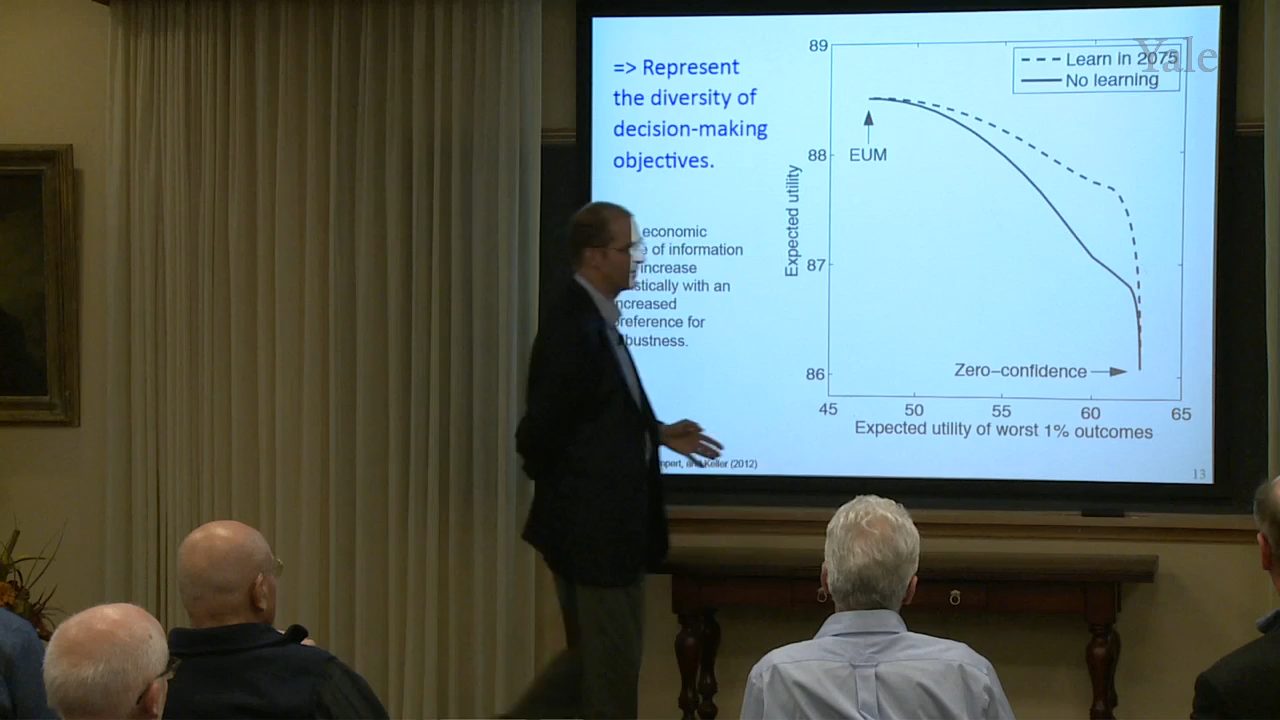 => Represent
the diversity of
decision-making
objectives.
economic
of information
increase
with an
preference for
and Keller (2012)
89
88
87
86
Expected utility
Learn in 2075
No learning
EUM
Zero–confidence
45 50 55 60 65
Expected utility of worst 1% outcomes
13
Yale